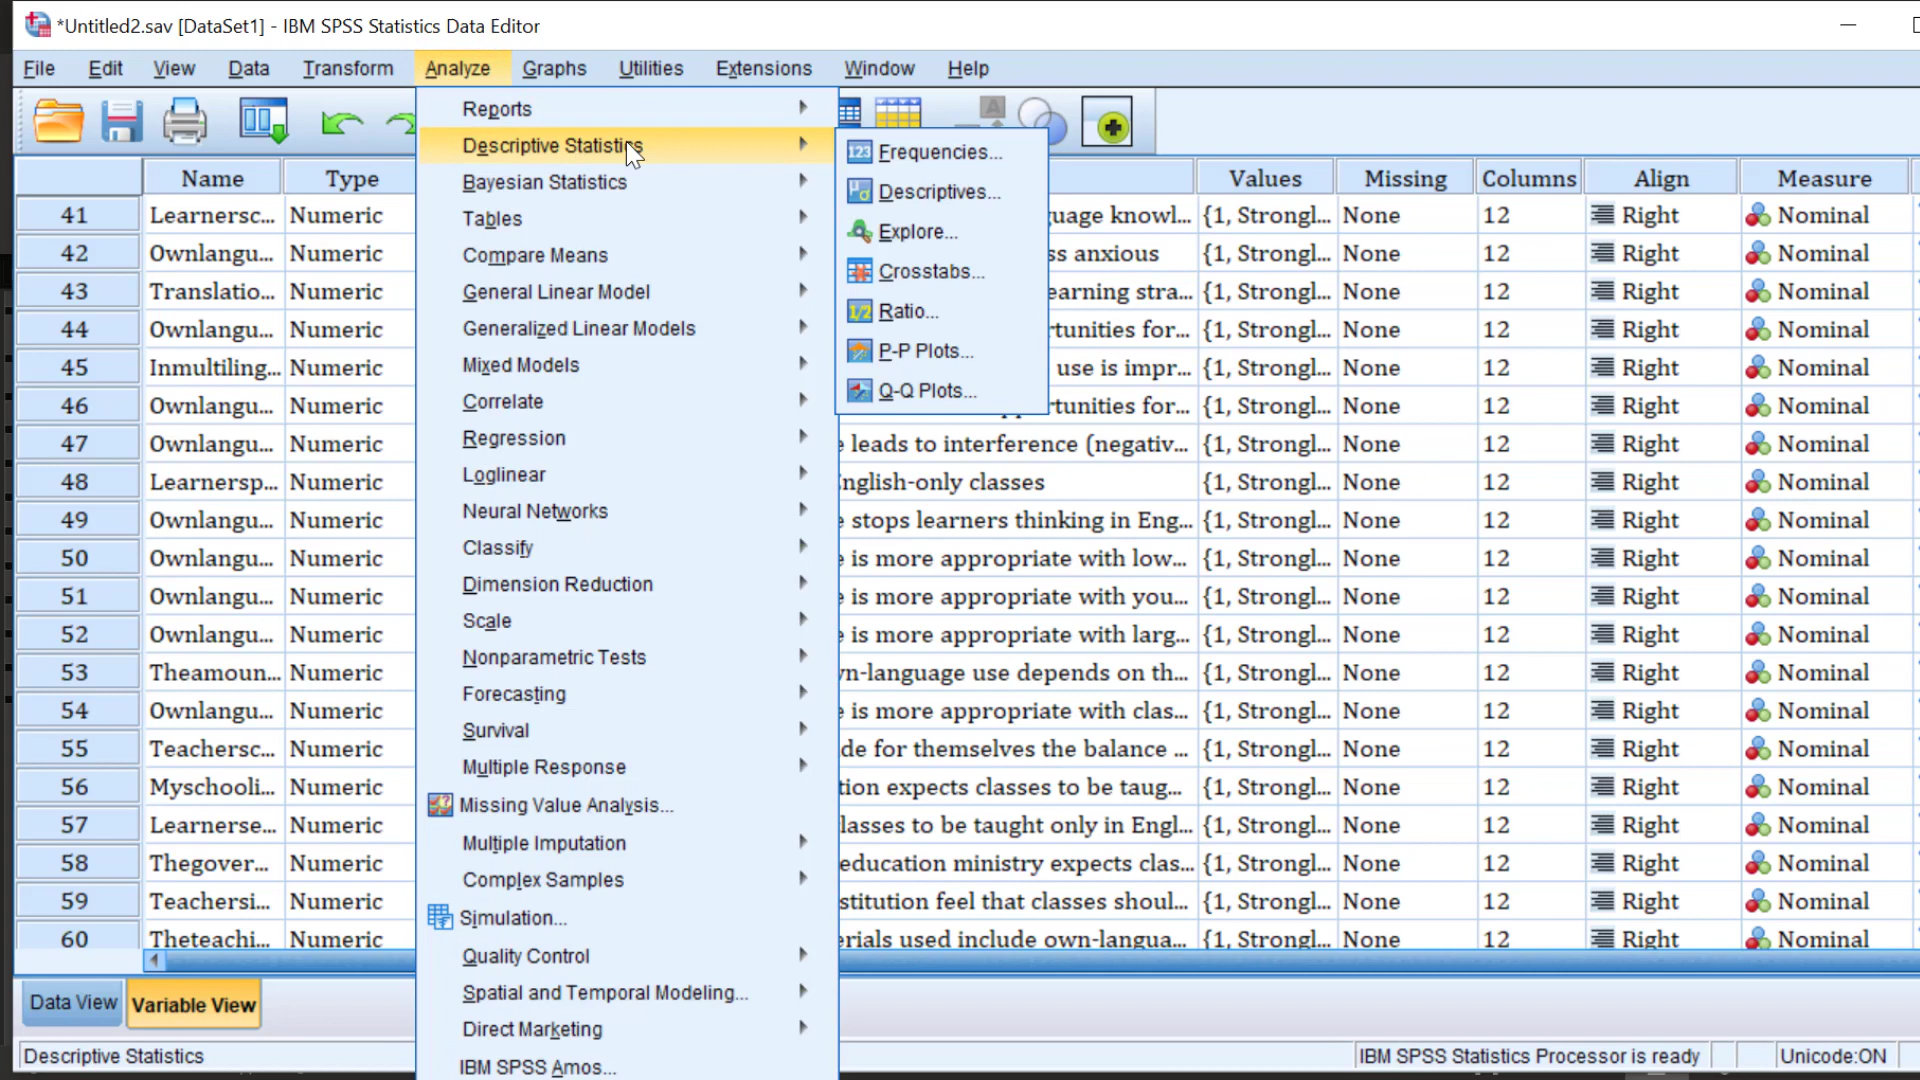 *Untitled2.sav [DataSet1] - IBM SPSS Statistics Data Editor
File Edit View Data Transform Analyze Graphs Utilities Extensions Window Help
Reports
Descriptive Statistics
Bayesian Statistics
Tables
Compare Means
General Linear Model
Generalized Linear Models
Mixed Models
Correlate
Regression
Loglinear
Neural Networks
Classify
Dimension Reduction
Scale
Nonparametric Tests
Forecasting
Survival
Multiple Response
Missing Value Analysis...
Multiple Imputation
Complex Samples
Simulation...
Quality Control
Spatial and Temporal Modeling...
Direct Marketing
IBM SPSS Amos...
123 Frequencies...
Descriptives...
Explore...
Crosstabs...
1/2 Ratio...
P-P Plots...
Q-Q Plots...
Name Type Values Missing Columns Align Measure
41 Learnersc... Numeric guage knowl... {1, Strongl... None 12 Right Nominal
42 Ownlangu... Numeric ss anxious {1, Strongl... None 12 Right Nominal
43 Translatio... Numeric earning stra... {1, Strongl... None 12 Right Nominal
44 Ownlangu... Numeric rtunities for... {1, Strongl... None 12 Right Nominal
45 Inmultiling... Numeric use is impr... {1, Strongl... None 12 Right Nominal
46 Ownlangu... Numeric rtunities for... {1, Strongl... None 12 Right Nominal
47 Ownlangu... Numeric e leads to interference (negativ... {1, Strongl... None 12 Right Nominal
48 Learnersp... Numeric English-only classes {1, Strongl... None 12 Right Nominal
49 Ownlangu... Numeric e stops learners thinking in Eng... {1, Strongl... None 12 Right Nominal
50 Ownlangu... Numeric e is more appropriate with low... {1, Strongl... None 12 Right Nominal
51 Ownlangu... Numeric e is more appropriate with you... {1, Strongl... None 12 Right Nominal
52 Ownlangu... Numeric e is more appropriate with larg... {1, Strongl... None 12 Right Nominal
53 Theamoun... Numeric vn-language use depends on th... {1, Strongl... None 12 Right Nominal
54 Ownlangu... Numeric e is more appropriate with clas... {1, Strongl... None 12 Right Nominal
55 Teachersc... Numeric de for themselves the balance ... {1, Strongl... None 12 Right Nominal
56 Myschooli... Numeric tion expects classes to be taug... {1, Strongl... None 12 Right Nominal
57 Learnerse... Numeric lasses to be taught only in Engl... {1, Strongl... None 12 Right Nominal
58 Thegover... Numeric education ministry expects clas... {1, Strongl... None 12 Right Nominal
59 Teachersi... Numeric stitution feel that classes shoul... {1, Strongl... None 12 Right Nominal
60 Theteachi... Numeric erials used include own-langua... {1, Strongl... None 12 Right Nominal
Data View Variable View
Descriptive Statistics IBM SPSS Statistics Processor is ready Unicode:ON